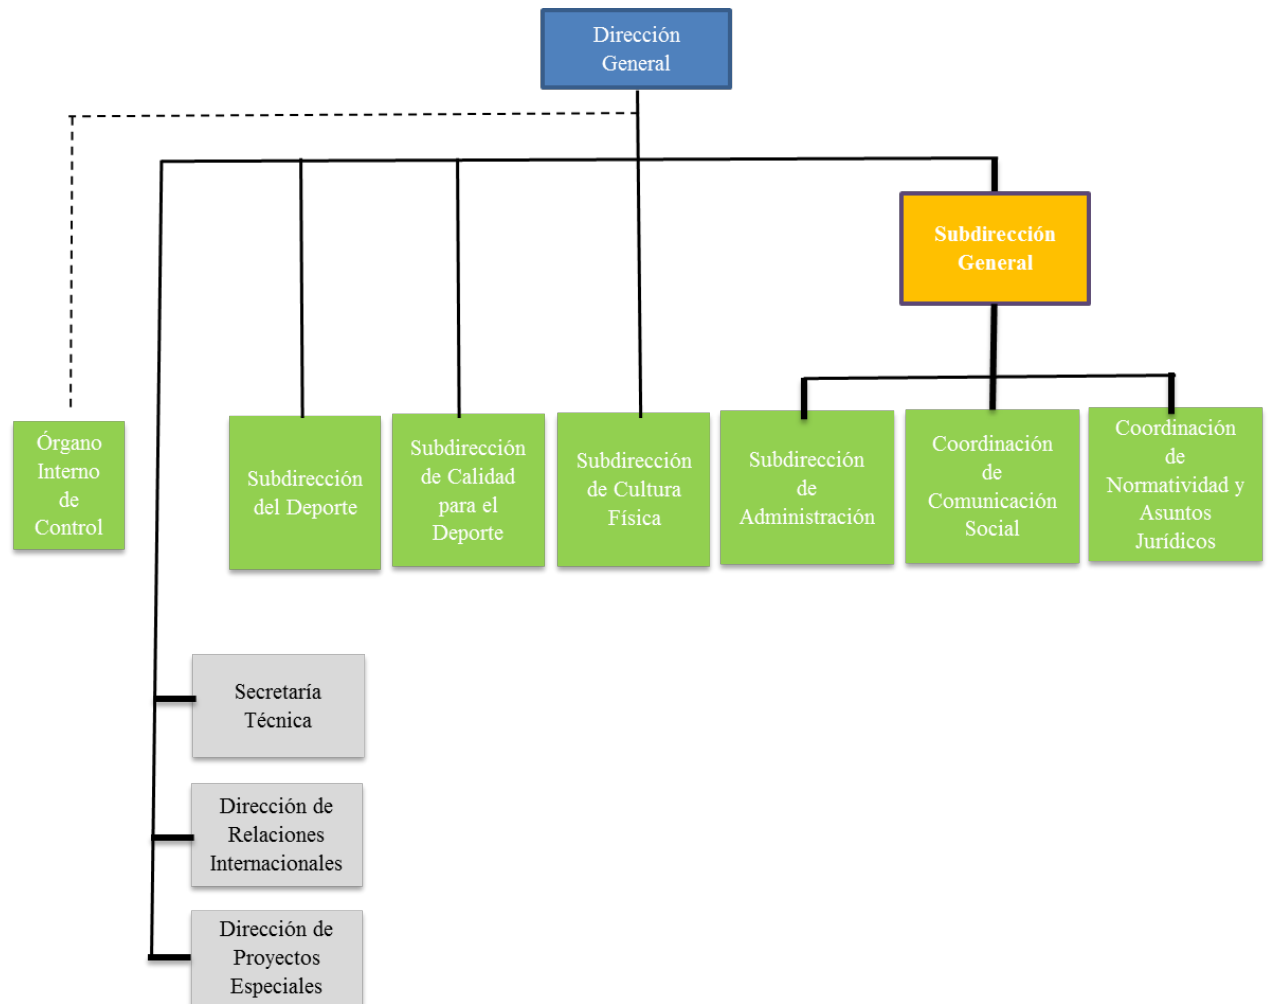 Dirección
General
Subdirección
General
Órgano
Interno
de
Control
Subdirección
del Deporte
Subdirección
de Calidad
para el
Deporte
Subdirección
de Cultura
Física
Subdirección
de
Administración
Coordinación
de
Comunicación
Social
Coordinación
de
Normatividad y
Asuntos
Jurídicos
Secretaría
Técnica
Dirección de
Relaciones
Internacionales
Dirección de
Proyectos
Especiales